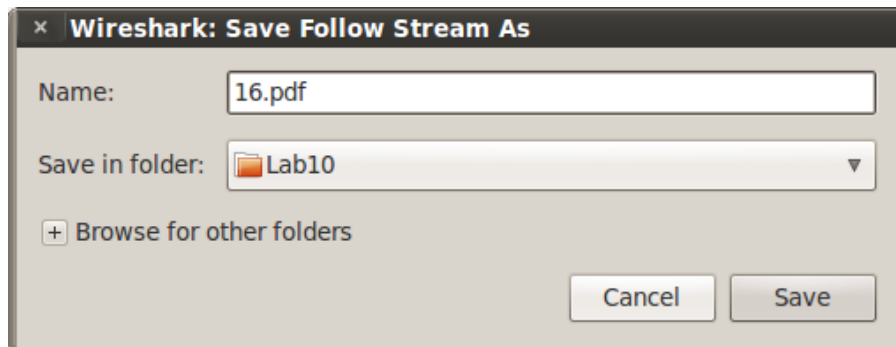 Wireshark: Save Follow Stream As
Name: 16.pdf
Save in folder: Lab10
Browse for other folders
Cancel Save